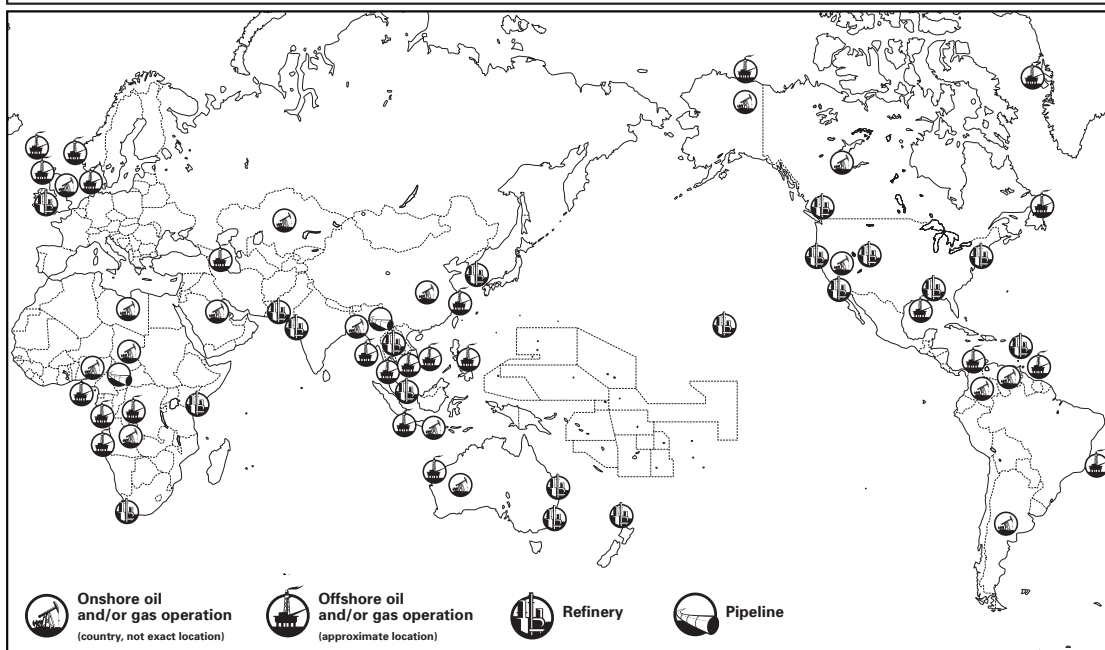 Onshore oil
and/or gas operation
(country, not exact location)
Offshore oil
and/or gas operation
(approximate location)
Refinery
Pipeline